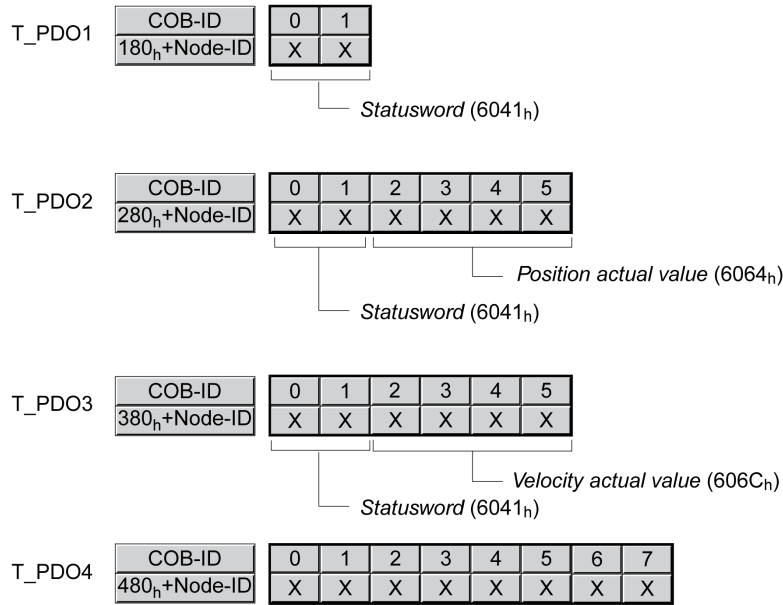 T_PDO1 COB-ID 0 1
180h+Node-ID X X
Statusword (6041h)
T_PDO2 COB-ID 0 1 2 3 4 5
280h+Node-ID X X X X X X
Position actual value (6064h)
Statusword (6041h)
T_PDO3 COB-ID 0 1 2 3 4 5
380h+Node-ID X X X X X X
Velocity actual value (606Ch)
Statusword (6041h)
T_PDO4 COB-ID 0 1 2 3 4 5 6 7
480h+Node-ID X X X X X X X X